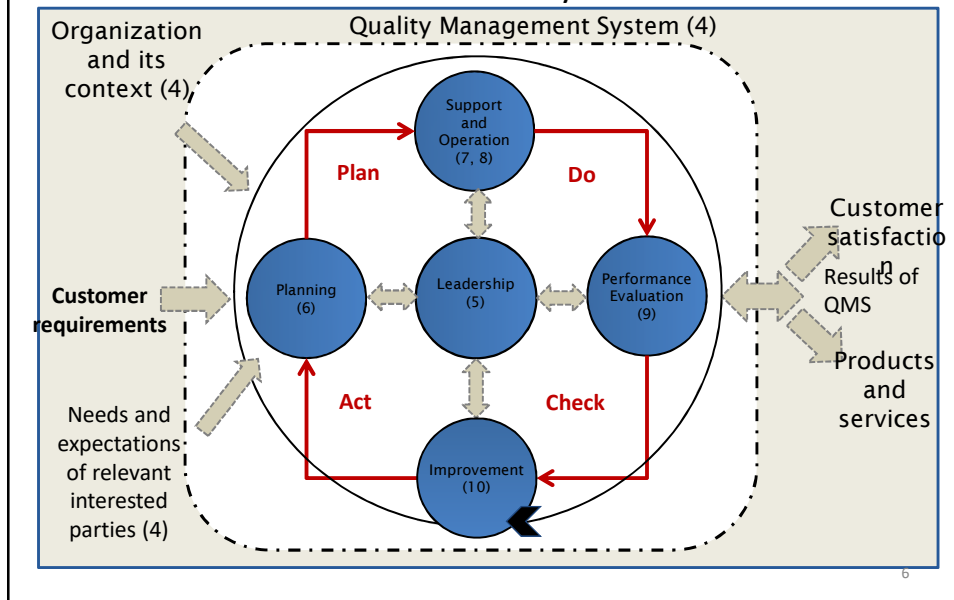 Quality Management System (4)
Organization
and its
context (4)
Support
and
Operation
(7, 8)
Plan
Do
Customer
requirements
Planning
(6)
Leadership
(5)
Performance
Evaluation
(9)
Customer
satisfactio
n
Results of
QMS
Products
and
services
Act
Check
Needs and
expectations
of relevant
interested
parties (4)
Improvement
(10)
6